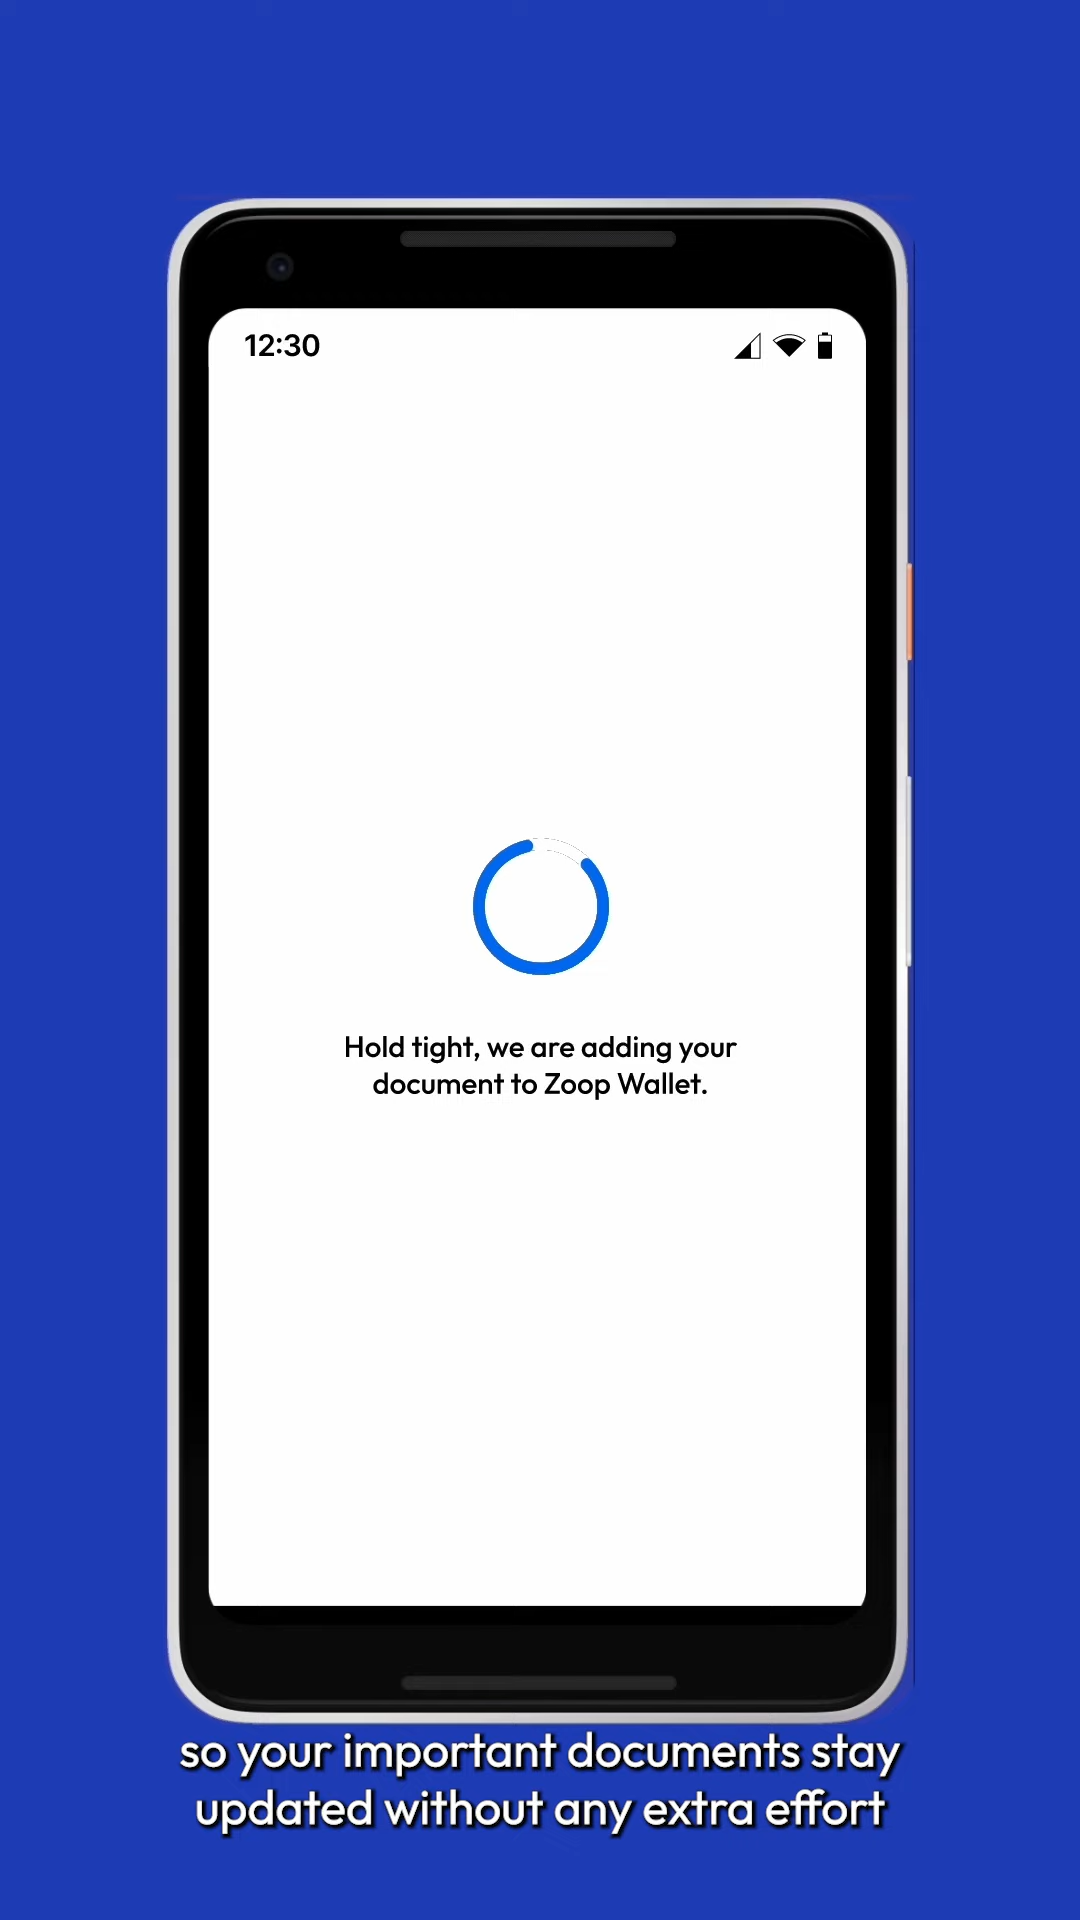 12:30
Hold tight, we are adding your
document to Zoop Wallet.
so your important documents stay
updated without any extra effort